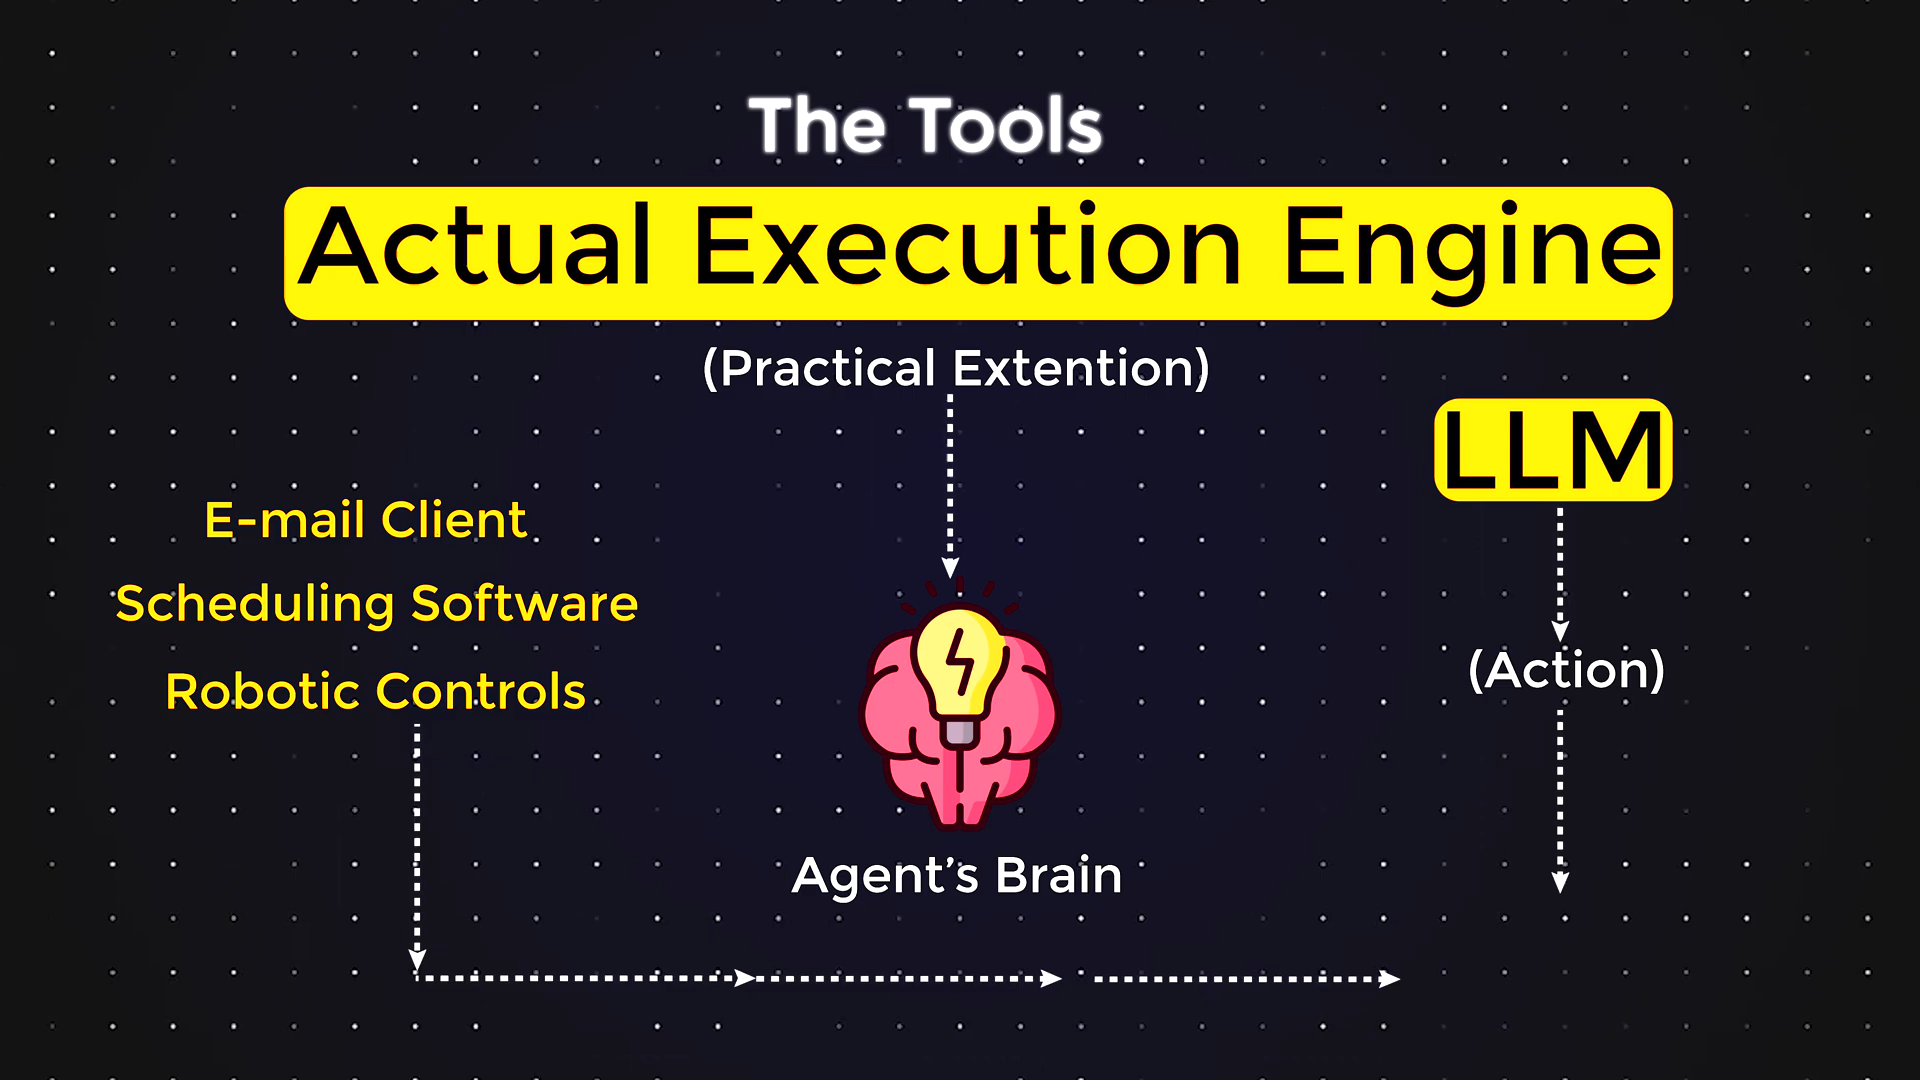 The Tools
Actual Execution Engine
(Practical Extention)
LLM
E-mail Client
Scheduling Software
Robotic Controls
(Action)
Agent’s Brain